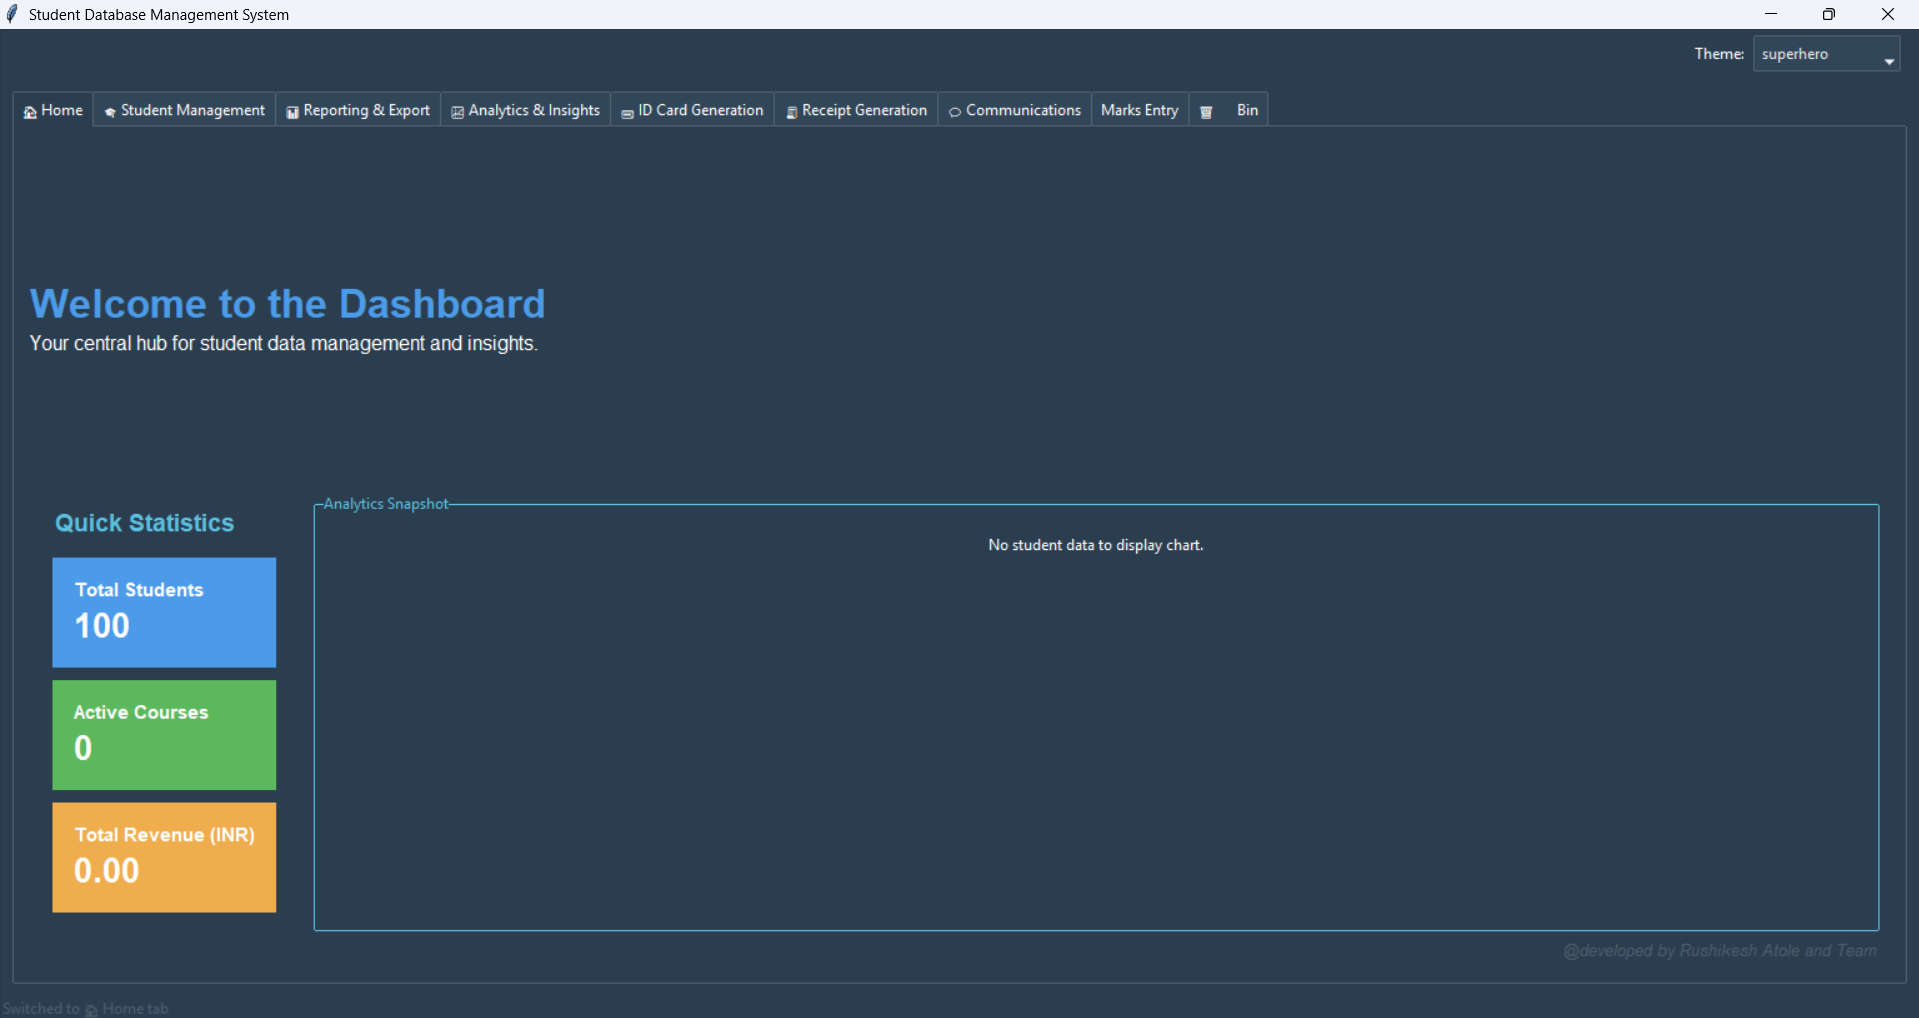 Student Database Management System
Theme: superhero
Home Student Management Reporting & Export Analytics & Insights ID Card Generation Receipt Generation Communications Marks Entry Bin
Welcome to the Dashboard
Your central hub for student data management and insights.
Quick Statistics
Total Students
100
Active Courses
0
Total Revenue (INR)
0.00
Analytics Snapshot
No student data to display chart.
@developed by Rushikesh Atole and Team
Switched to Home tab